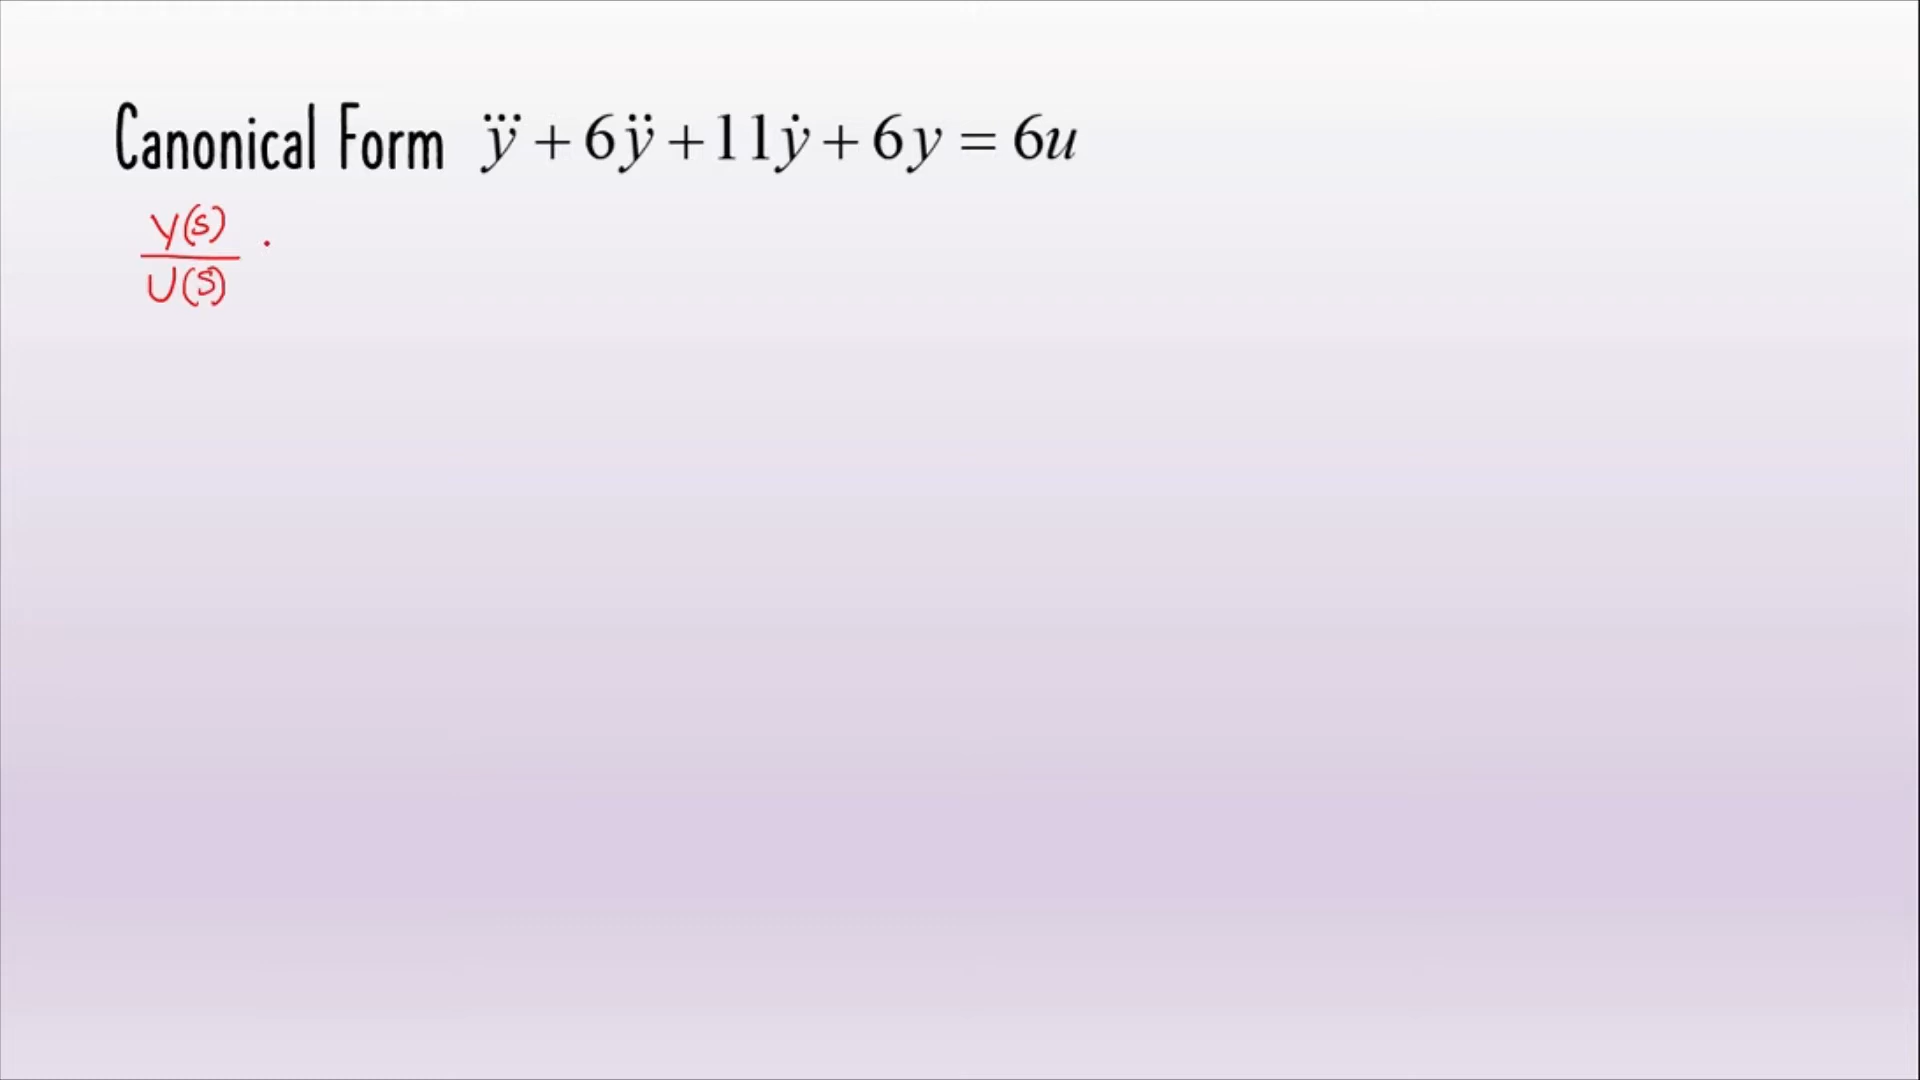 Canonical Form y⃛ + 6ÿ + 11ẏ + 6y = 6u
Y(s)
U(s)